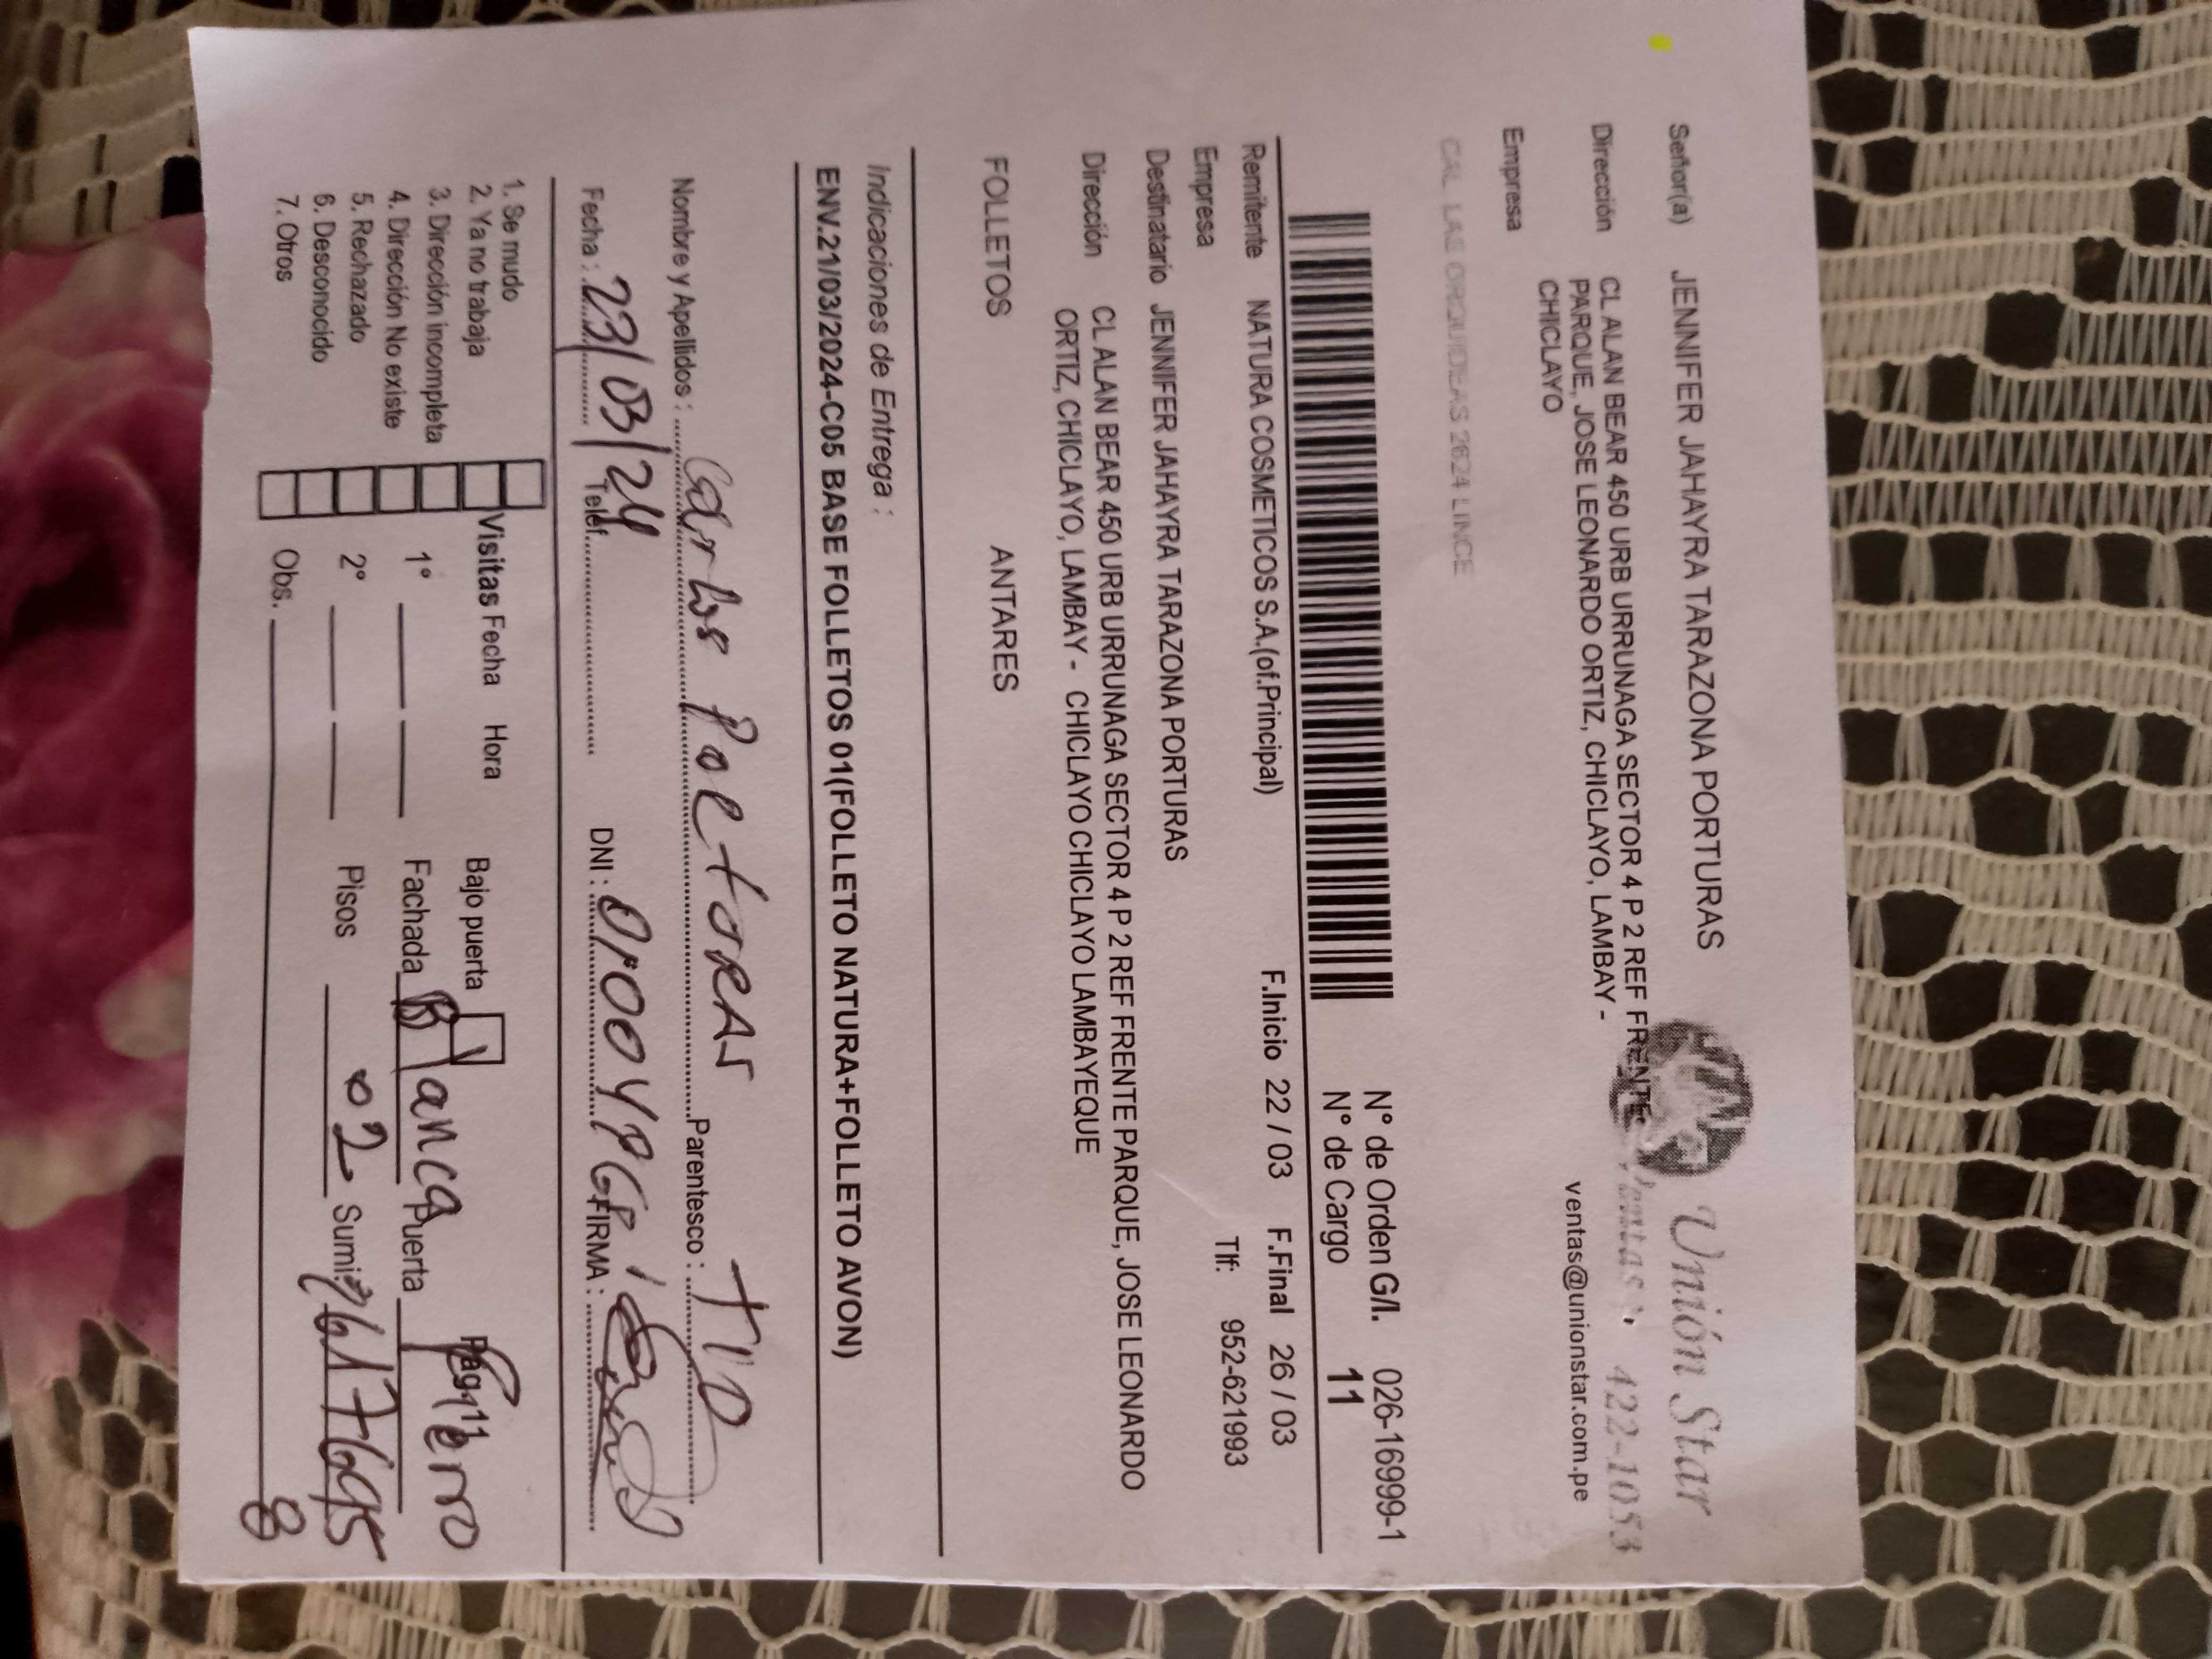 Señor(a) JENNIFER JAHAYRA TARAZONA PORTURAS
Unión Star
Dirección CL ALAN BEAR 450 URB URRUNAGA SECTOR 4 P 2 REF FRENTE
PARQUE, JOSE LEONARDO ORTIZ, CHICLAYO, LAMBAY -
CHICLAYO
Ventas: 422-1053
ventas@unionstar.com.pe
Empresa
CAL LAS ORQUIDEAS 2624 LINCE
N° de Orden G/I. 026-16999-1
N° de Cargo 11
Remitente NATURA COSMETICOS S.A.(of.Principal) F.Inicio 22 / 03 F.Final 26 / 03
Empresa Tlf: 952-621993
Destinatario JENNIFER JAHAYRA TARAZONA PORTURAS
Dirección CL ALAN BEAR 450 URB URRUNAGA SECTOR 4 P 2 REF FRENTE PARQUE, JOSE LEONARDO
ORTIZ, CHICLAYO, LAMBAY - CHICLAYO CHICLAYO LAMBAYEQUE
FOLLETOS ANTARES
Indicaciones de Entrega :
ENV.21/03/2024-C05 BASE FOLLETOS 01(FOLLETO NATURA+FOLLETO AVON)
Nombre y Apellidos : Carlos Parentesco :
Fecha : 23/03/24 Teléf. DNI : FIRMA :
1. Se mudo
2. Ya no trabaja
3. Dirección incompleta
4. Dirección No existe
5. Rechazado
6. Desconocido
7. Otros
Visitas Fecha Hora
1°
2°
Obs.
Bajo puerta Pag 11
Fachada Blanca Puerta Fierro
Pisos 02 Sumi.
8